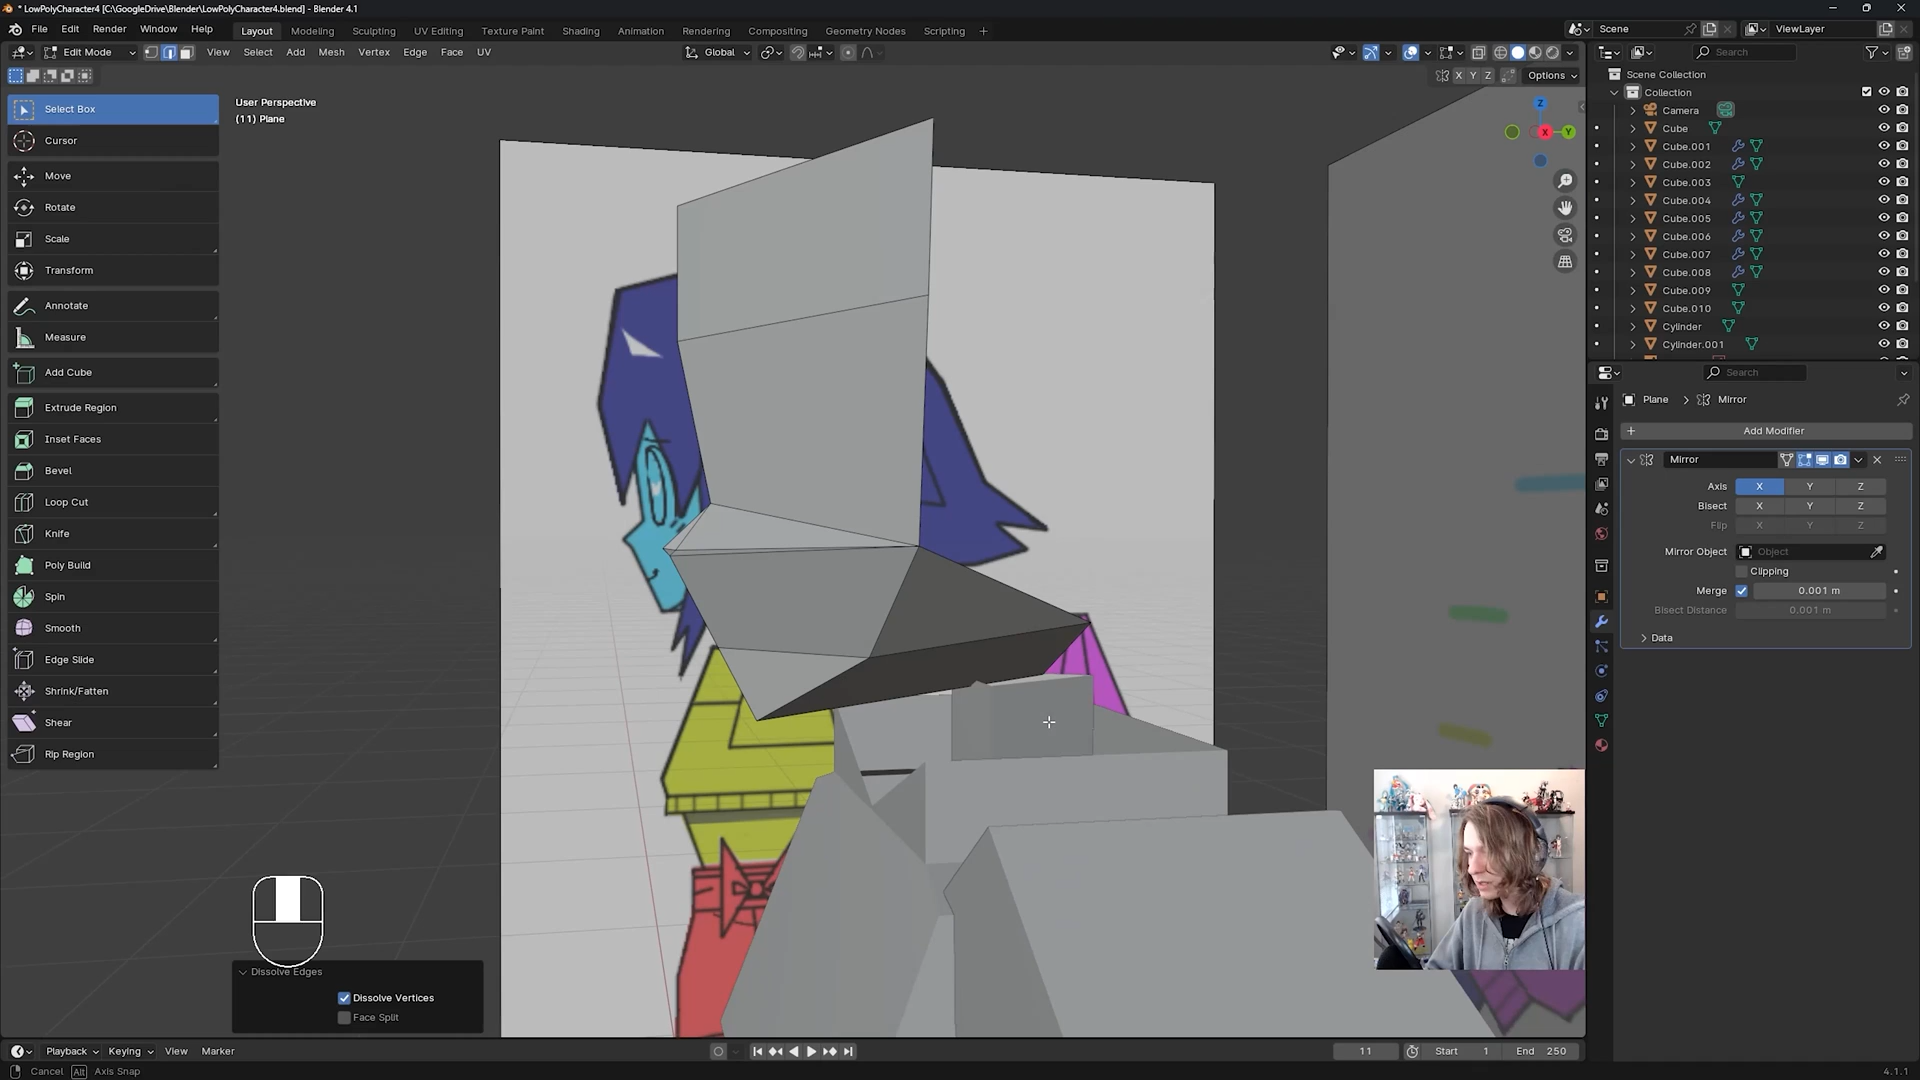 * LowPolyCharacter4 [C:\GoogleDrive\Blender\LowPolyCharacter4.blend] - Blender 4.1
File Edit Render Window Help Layout Modeling Sculpting UV Editing Texture Paint Shading Animation Rendering Compositing Geometry Nodes Scripting + Scene ViewLayer
Edit Mode View Select Add Mesh Vertex Edge Face UV Global Search
X Y Z Options
User Perspective
(11) Plane
Z
X
Y
Select Box
Cursor
Move
Rotate
Scale
Transform
Annotate
Measure
Add Cube
Extrude Region
Inset Faces
Bevel
Loop Cut
Knife
Poly Build
Spin
Smooth
Edge Slide
Shrink/Fatten
Shear
Rip Region
Scene Collection
Collection
Camera
Cube
Cube.001
Cube.002
Cube.003
Cube.004
Cube.005
Cube.006
Cube.007
Cube.008
Cube.009
Cube.010
Cylinder
Cylinder.001
Search
Plane > Mirror
+ Add Modifier
Mirror
Axis X Y Z
Bisect X Y Z
Flip X Y Z
Mirror Object Object
Clipping
Merge 0.001 m
Bisect Distance 0.001 m
Data
Dissolve Edges
Dissolve Vertices
Face Split
Playback Keying View Marker 11 Start 1 End 250
Cancel Alt Axis Snap 4.1.1